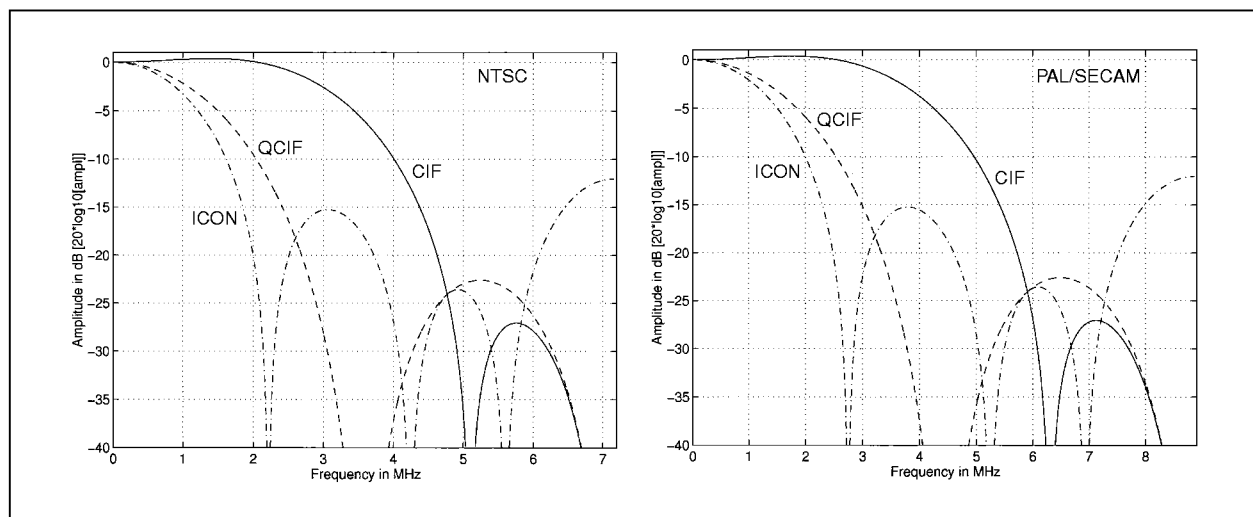 NTSC
QCIF
CIF
ICON
0
−5
−10
−15
−20
−25
−30
−35
−40
0 1 2 3 4 5 6 7
Amplitude in dB [20*log10[ampl]]
Frequency in MHz
PAL/SECAM
QCIF
CIF
ICON
0
−5
−10
−15
−20
−25
−30
−35
−40
0 1 2 3 4 5 6 7 8
Amplitude in dB [20*log10[ampl]]
Frequency in MHz